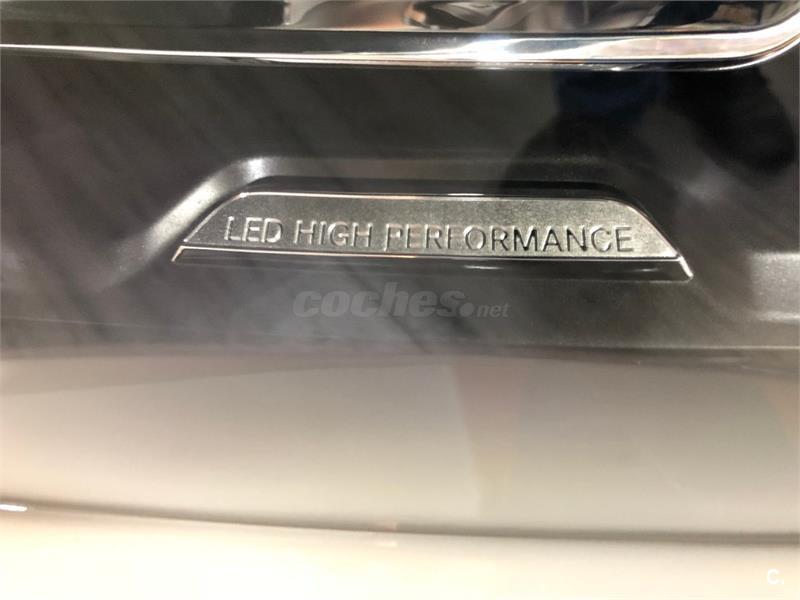 LED HIGH PERFORMANCE
coches.net
C.